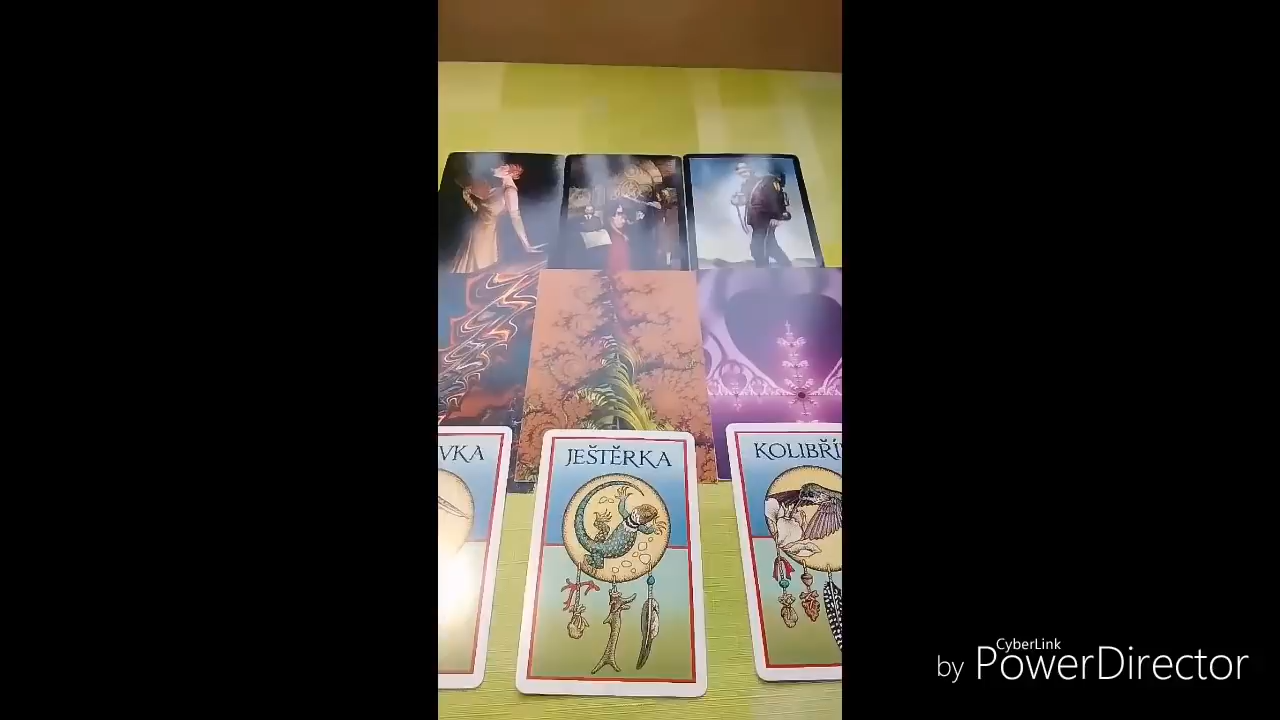 VKA
JEŠTĚRKA
KOLIBŘÍ
CyberLink
by PowerDirector